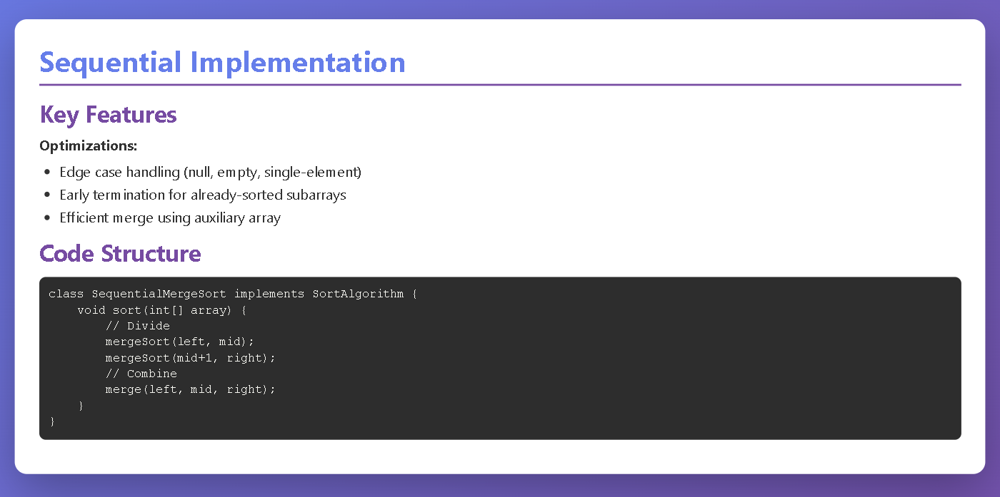 Sequential Implementation
Key Features
Optimizations:
• Edge case handling (null, empty, single-element)
• Early termination for already-sorted subarrays
• Efficient merge using auxiliary array
Code Structure
class SequentialMergeSort implements SortAlgorithm {
    void sort(int[] array) {
        // Divide
        mergeSort(left, mid);
        mergeSort(mid+1, right);
        // Combine
        merge(left, mid, right);
    }
}